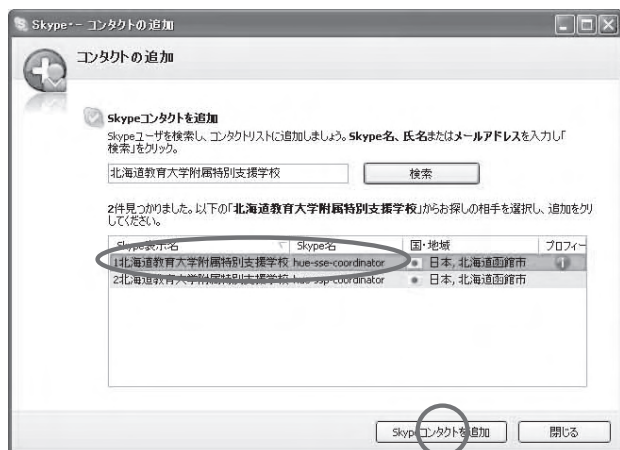 Skype - コンタクトの追加
コンタクトの追加
Skypeコンタクトを追加
Skypeユーザを検索し、コンタクトリストに追加しましょう。Skype名、氏名またはメールアドレスを入力し「
検索」をクリック。
北海道教育大学附属特別支援学校 検索
2件見つかりました。以下の「北海道教育大学附属特別支援学校」からお探しの相手を選択し、追加をクリ
してください。
Skype表示名 Skype名 国・地域 プロフィー
1北海道教育大学附属特別支援学校 hue-sse-coordinator 日本, 北海道函館市
2北海道教育大学附属特別支援学校 hue-ssp-coordinator 日本, 北海道函館市
Skypeコンタクトを追加 閉じる